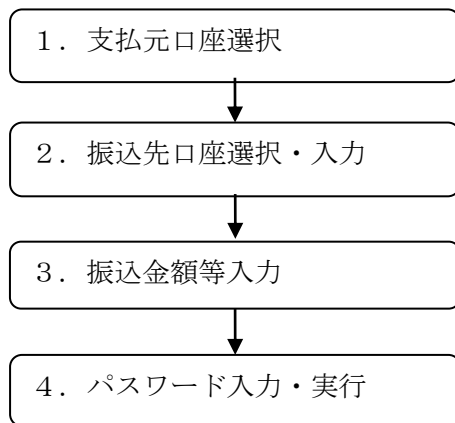 １．支払元口座選択
２．振込先口座選択・入力
３．振込金額等入力
４．パスワード入力・実行